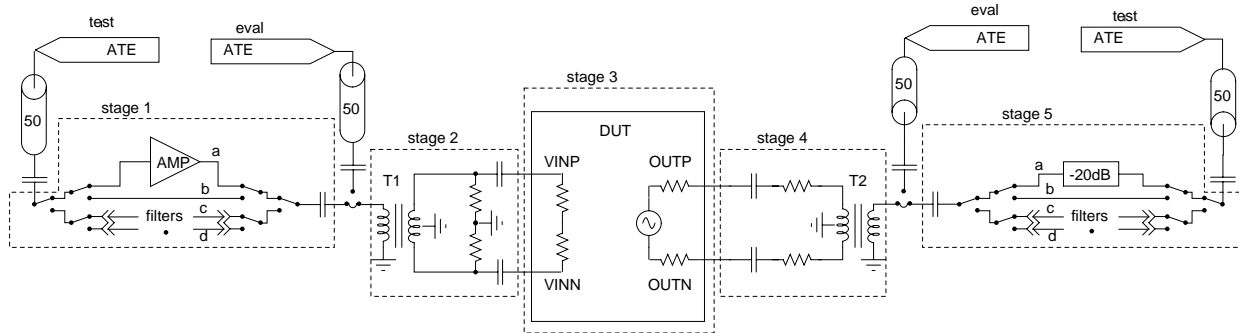 test
ATE
eval
ATE
50
50
stage 1
AMP
a
b
filters
c
d
stage 2
T1
stage 3
DUT
VINP
OUTP
VINN
OUTN
stage 4
T2
eval
ATE
test
ATE
50
50
stage 5
a
-20dB
b
c
filters
d